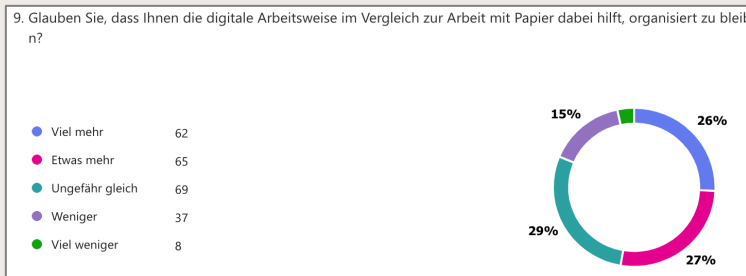 9. Glauben Sie, dass Ihnen die digitale Arbeitsweise im Vergleich zur Arbeit mit Papier dabei hilft, organisiert zu bleib
n?
Viel mehr 62
Etwas mehr 65
Ungefähr gleich 69
Weniger 37
Viel weniger 8
15%
26%
29%
27%